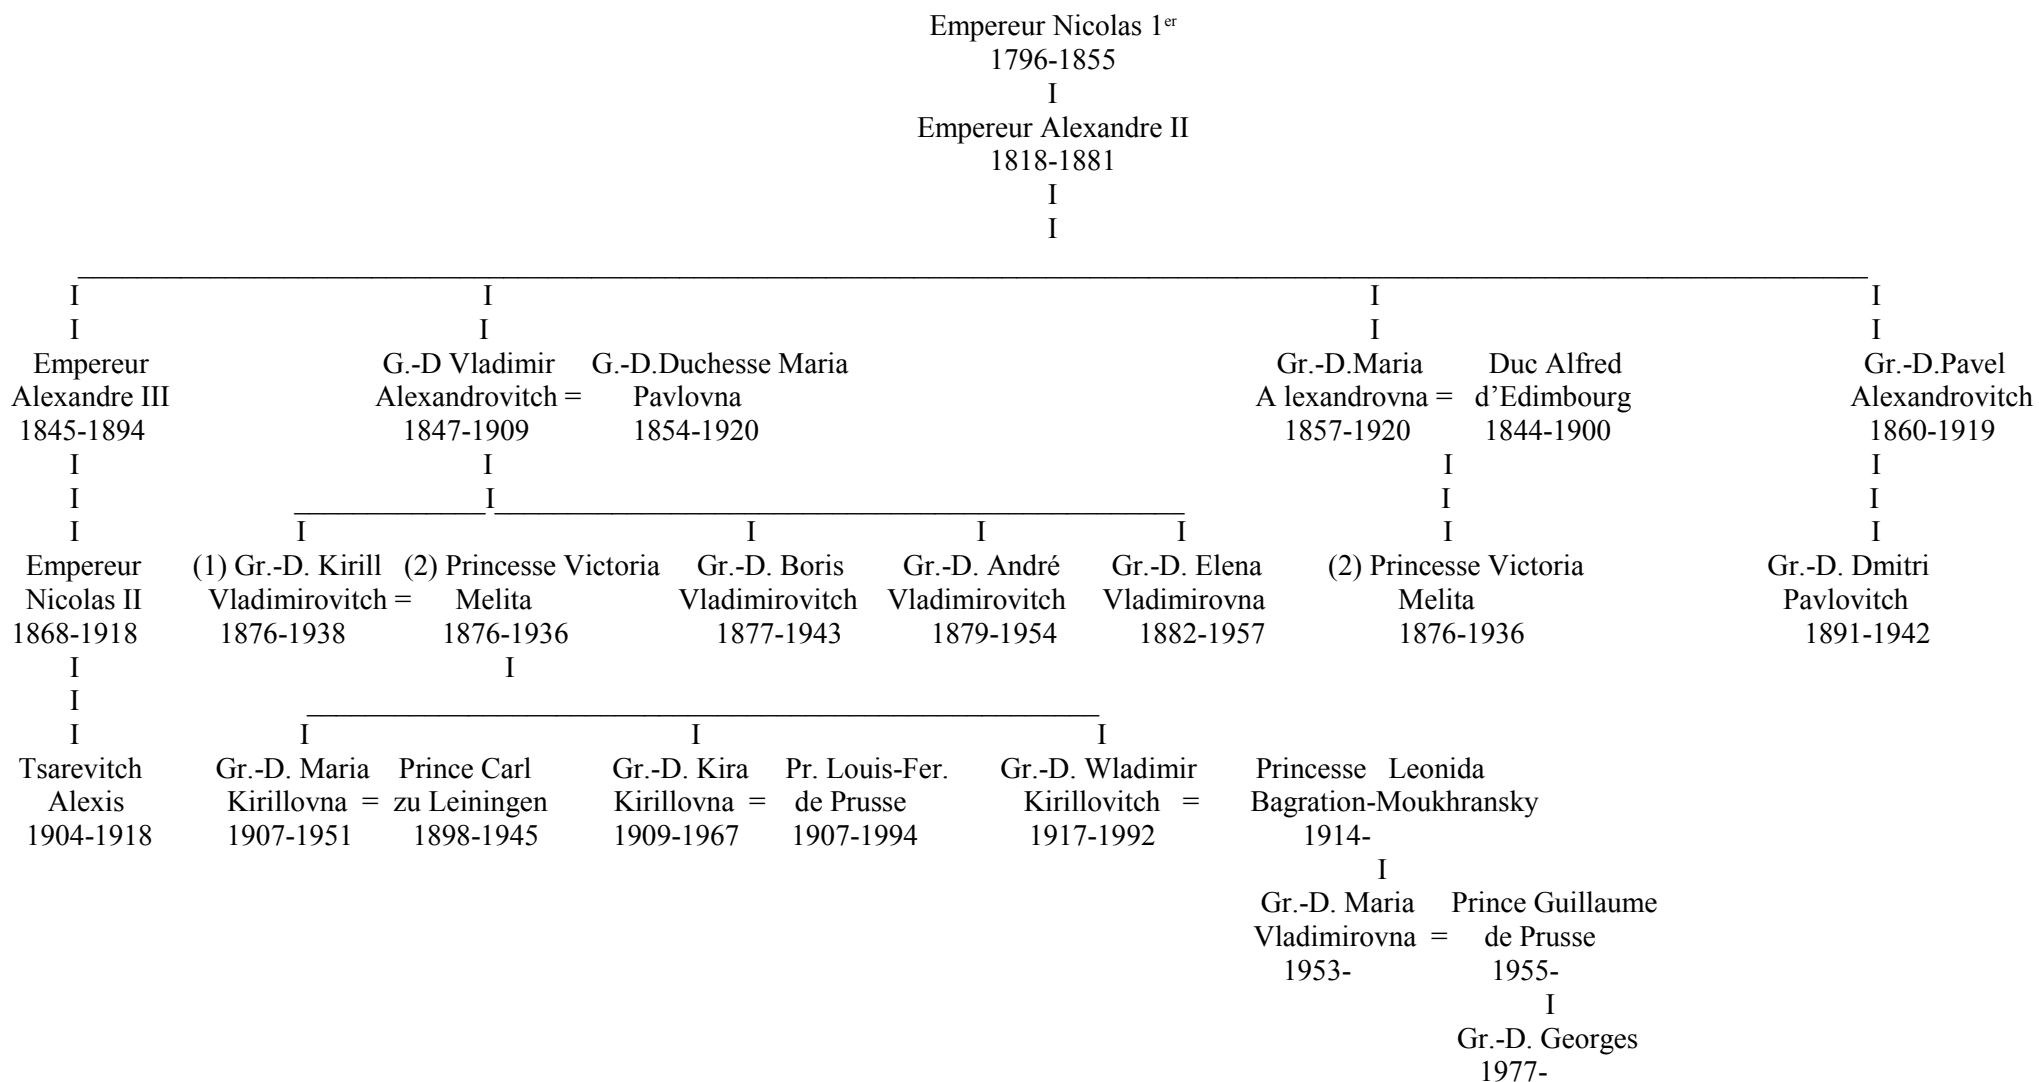 Empereur Nicolas 1er
1796-1855
I
Empereur Alexandre II
1818-1881
I
I
I I I I
I I I I
Empereur G.-D Vladimir G.-D.Duchesse Maria Gr.-D.Maria Duc Alfred Gr.-D.Pavel
Alexandre III Alexandrovitch = Pavlovna A lexandrovna = d’Edimbourg Alexandrovitch
1845-1894 1847-1909 1854-1920 1857-1920 1844-1900 1860-1919
I I I I
I I I I
I I I I I I I
Empereur (1) Gr.-D. Kirill (2) Princesse Victoria Gr.-D. Boris Gr.-D. André Gr.-D. Elena (2) Princesse Victoria Gr.-D. Dmitri
Nicolas II Vladimirovitch = Melita Vladimirovitch Vladimirovitch Vladimirovna Melita Pavlovitch
1868-1918 1876-1938 1876-1936 1877-1943 1879-1954 1882-1957 1876-1936 1891-1942
I I
I
I I I I
Tsarevitch Gr.-D. Maria Prince Carl Gr.-D. Kira Pr. Louis-Fer. Gr.-D. Wladimir Princesse Leonida
Alexis Kirillovna = zu Leiningen Kirillovna = de Prusse Kirillovitch = Bagration-Moukhransky
1904-1918 1907-1951 1898-1945 1909-1967 1907-1994 1917-1992 1914-
I
Gr.-D. Maria Prince Guillaume
Vladimirovna = de Prusse
1953- 1955-
I
Gr.-D. Georges
1977-